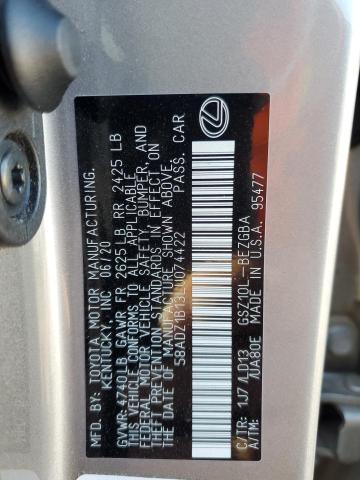 MFD. BY: TOYOTA MOTOR MANUFACTURING,
KENTUCKY, INC. 06/20
GVWR: 4740LB GAWR FR 2625LB RR 2425 LB
THIS VEHICLE CONFORMS TO ALL APPLICABLE
FEDERAL MOTOR VEHICLE SAFETY, BUMPER, AND
THEFT PREVENTION STANDARDS IN EFFECT ON
THE DATE OF MANUFACTURE SHOWN ABOVE.
58ADZ1B13LU074422 PASS. CAR
C/TR: 1J7 /LD13 GSZ10L-BEZGBA
A/TM: /UA80E MADE IN U.S.A. 95477